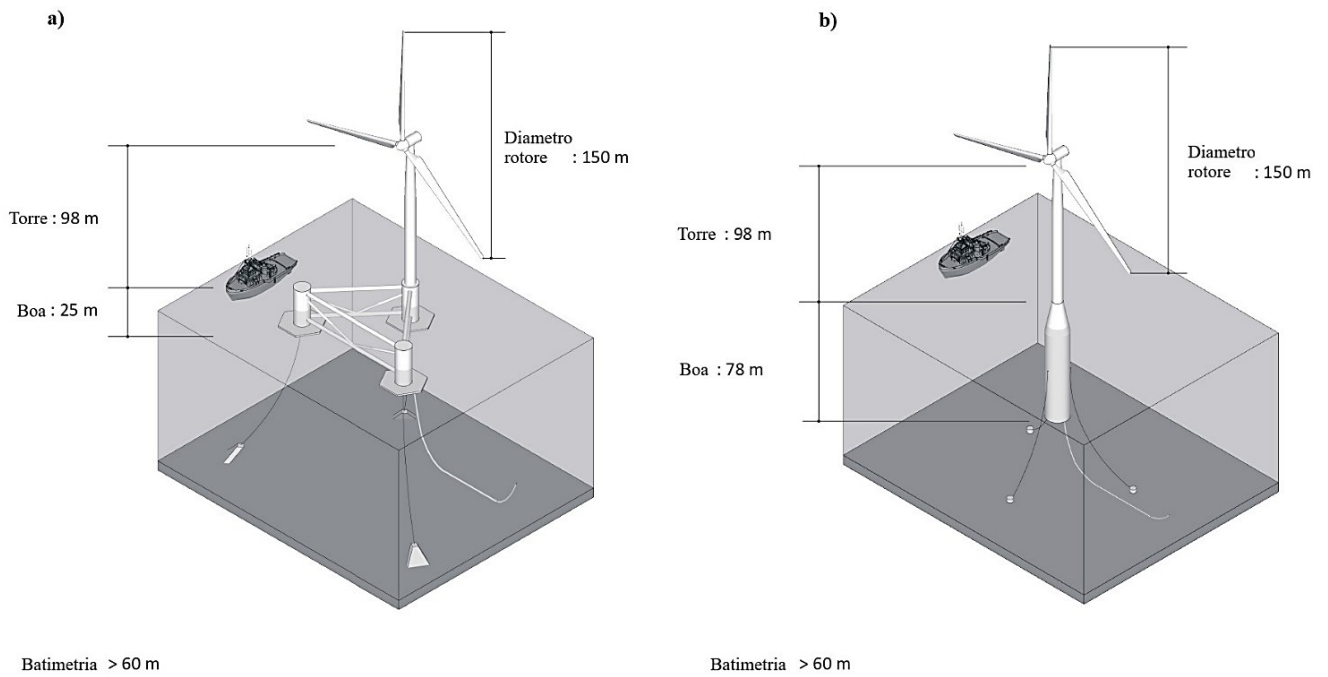 a)
Diametro
rotore : 150 m
Torre : 98 m
Boa : 25 m
Batimetria > 60 m
b)
Diametro
rotore : 150 m
Torre : 98 m
Boa : 78 m
Batimetria > 60 m